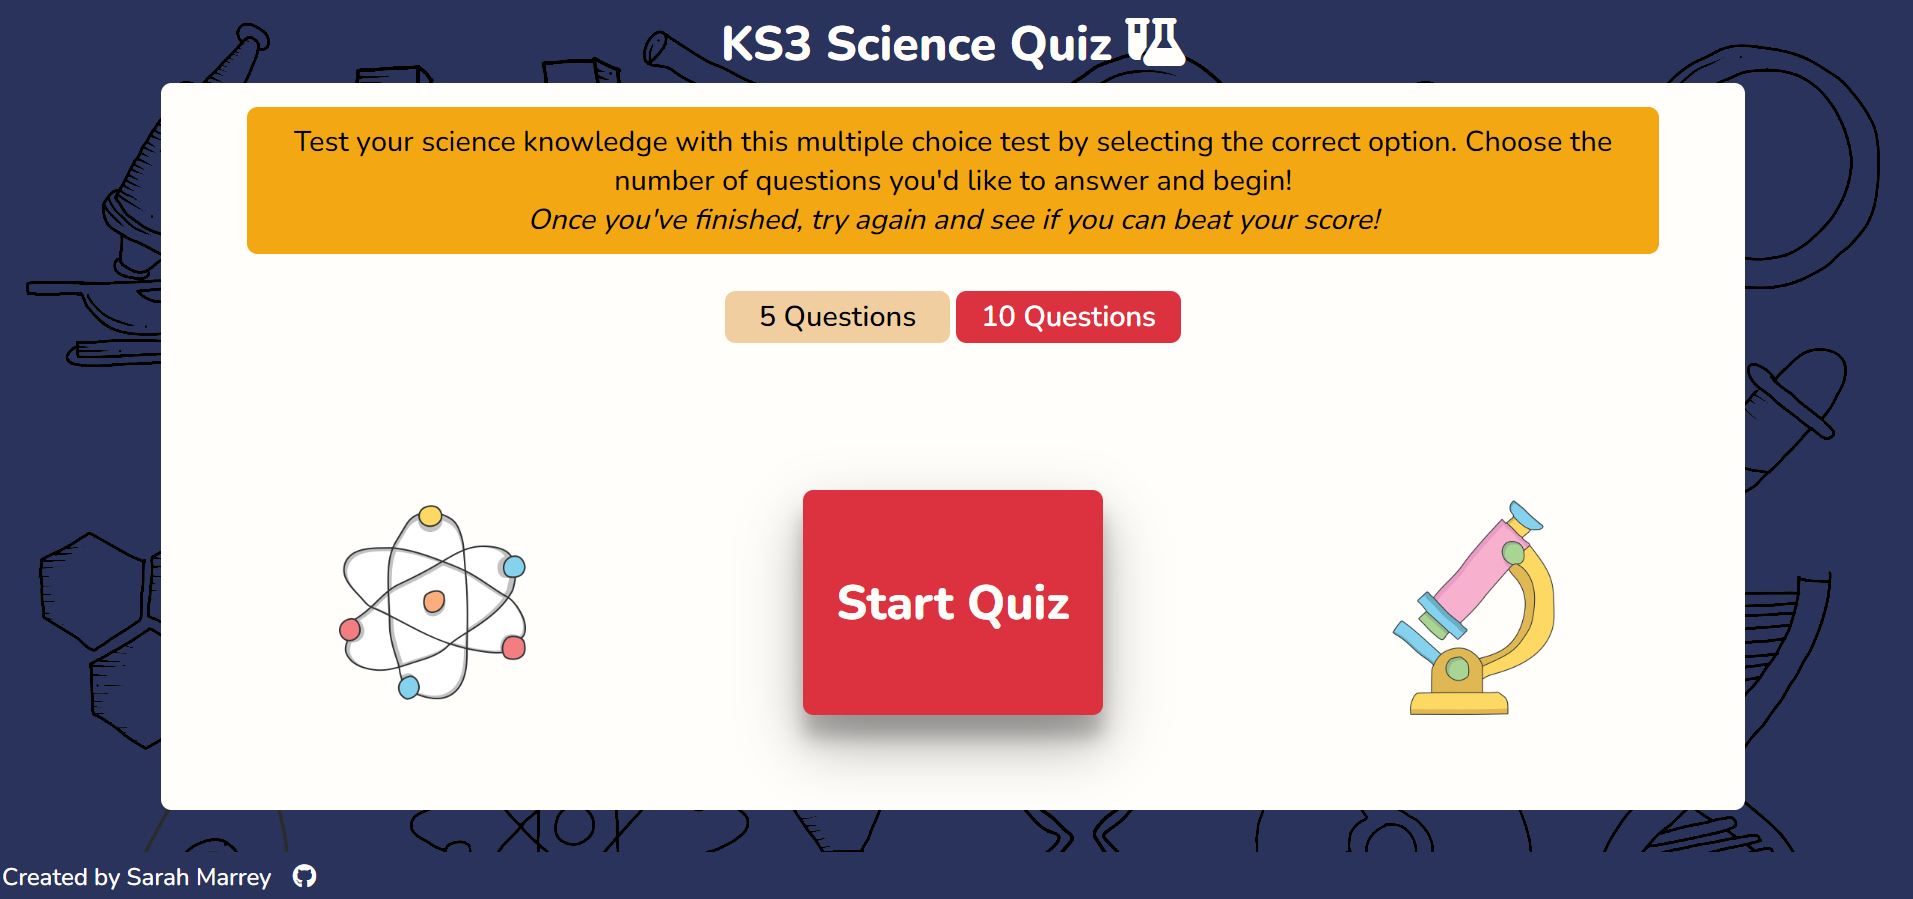 KS3 Science Quiz
Test your science knowledge with this multiple choice test by selecting the correct option. Choose the
number of questions you'd like to answer and begin!
Once you've finished, try again and see if you can beat your score!
5 Questions
10 Questions
Start Quiz
Created by Sarah Marrey